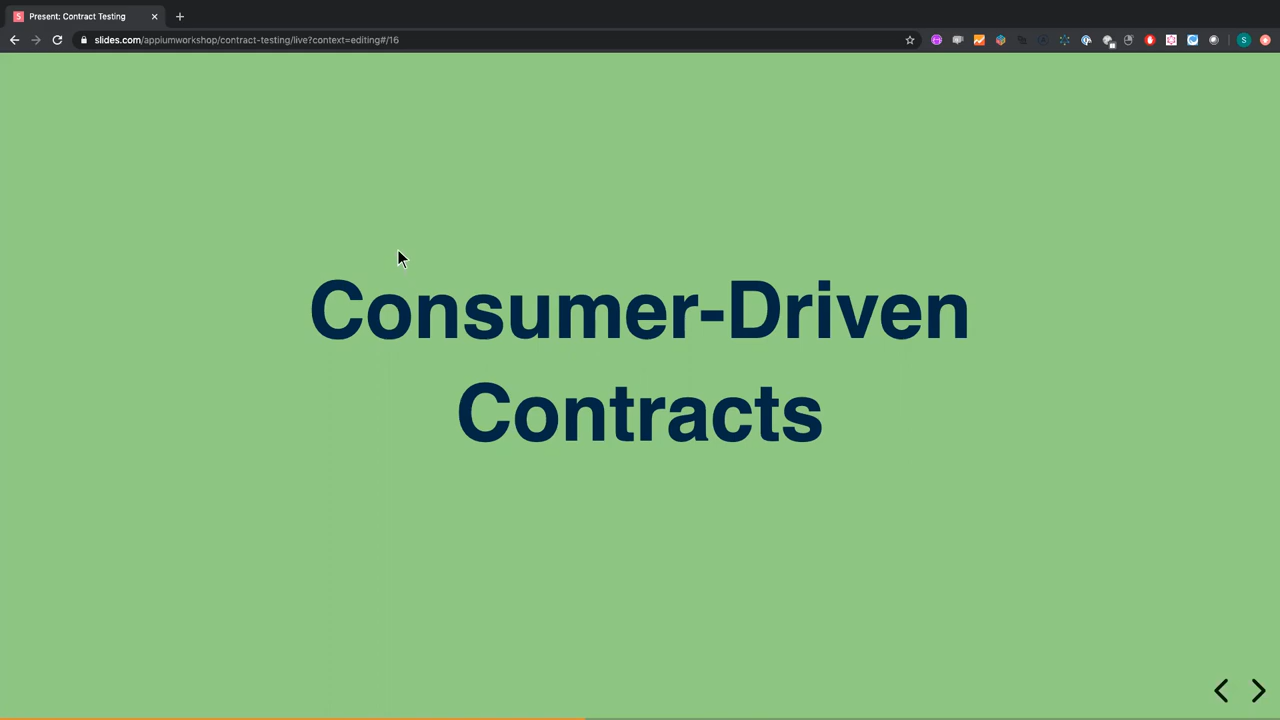 Present: Contract Testing
slides.com/appiumworkshop/contract-testing/live?context=editing#/16
Consumer-Driven
Contracts